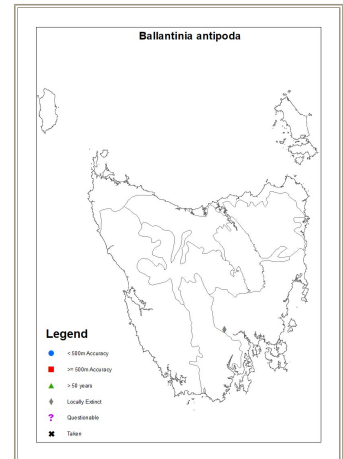 Ballantinia antipoda
Legend
< 500m Accuracy
>= 500m Accuracy
> 50 years
Locally Extinct
? Questionable
Taken